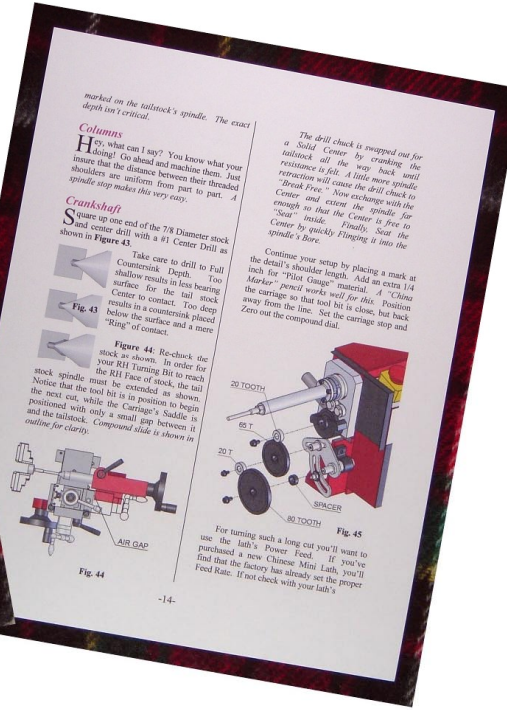 marked on the tailstock's spindle. The exact
depth isn't critical.
Columns
Hey, what can I say? You know what your
doing! Go ahead and machine them. Just
insure that the distance between their threaded
shoulders are uniform from part to part. A
spindle stop makes this very easy.
Crankshaft
Square up one end of the 7/8 Diameter stock
and center drill with a #1 Center Drill as
shown in Figure 43.
Take care to drill to Full
Countersink Depth. Too
shallow results in less bearing
surface for the tail stock
Center to contact. Too deep
results in a countersink placed
below the surface and a mere
"Ring" of contact.
Fig. 43
Figure 44: Re-chuck the
stock as shown. In order for
your RH Turning Bit to reach
the RH Face of stock, the tail
stock spindle must be extended as shown.
Notice that the tool bit is in position to begin
the next cut, while the Carriage's Saddle is
positioned with only a small gap between it
and the tailstock. Compound slide is shown in
outline for clarity.
AIR GAP
Fig. 44
The drill chuck is swapped out for
a Solid Center by cranking the
tailstock all the way back until
resistance is felt. A little more spindle
retraction will cause the drill chuck to
"Break Free." Now exchange with the
Center and extend the spindle far
enough so that the Center is free to
"Seat" inside. Finally, Seat the
Center by quickly Flinging it into the
spindle's Bore.
Continue your setup by placing a mark at
the detail's shoulder length. Add an extra 1/4
inch for "Pilot Gauge" material. A "China
Marker" pencil works well for this. Position
the carriage so that tool bit is close, but back
away from the line. Set the carriage stop and
Zero out the compound dial.
20 TOOTH
65 T
20 T
SPACER
80 TOOTH
Fig. 45
For turning such a long cut you'll want to
use the lath's Power Feed. If you've
purchased a new Chinese Mini Lath, you'll
find that the factory has already set the proper
Feed Rate. If not check with your lath's
-14-